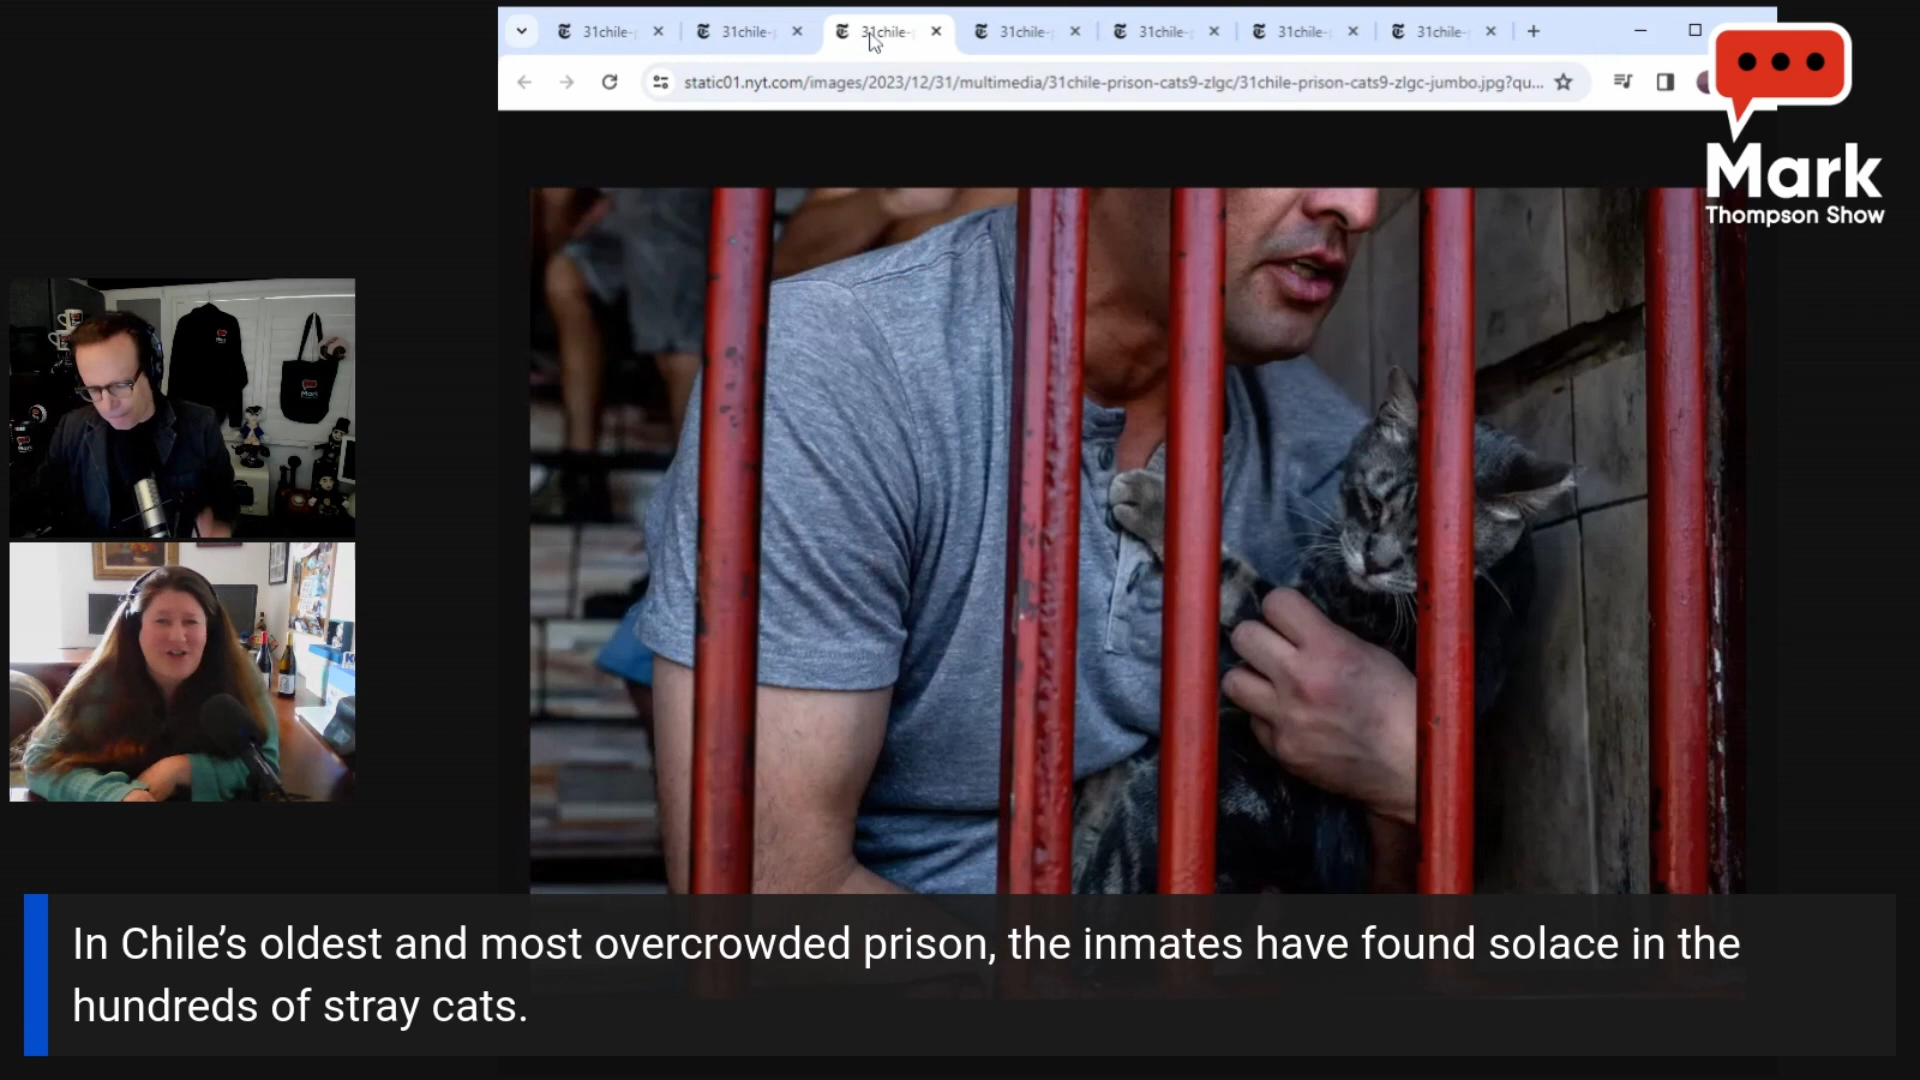 31chile-p
31chile-p
31chile-p
31chile-p
31chile-p
31chile-p
31chile-p
static01.nyt.com/images/2023/12/31/multimedia/31chile-prison-cats9-zlgc/31chile-prison-cats9-zlgc-jumbo.jpg?qu...
Mark
Thompson Show
Mark
In Chile’s oldest and most overcrowded prison, the inmates have found solace in the
hundreds of stray cats.